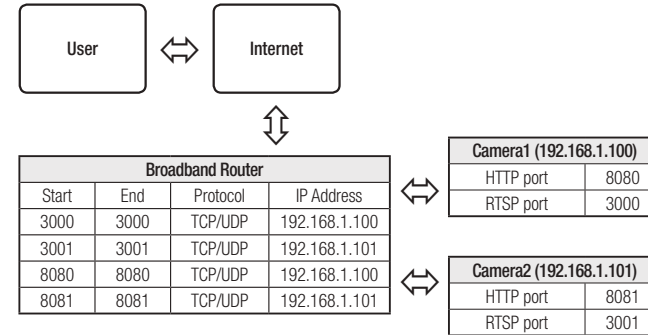 User
Internet
Broadband Router
Start End Protocol IP Address
3000 3000 TCP/UDP 192.168.1.100
3001 3001 TCP/UDP 192.168.1.101
8080 8080 TCP/UDP 192.168.1.100
8081 8081 TCP/UDP 192.168.1.101
Camera1 (192.168.1.100)
HTTP port 8080
RTSP port 3000
Camera2 (192.168.1.101)
HTTP port 8081
RTSP port 3001